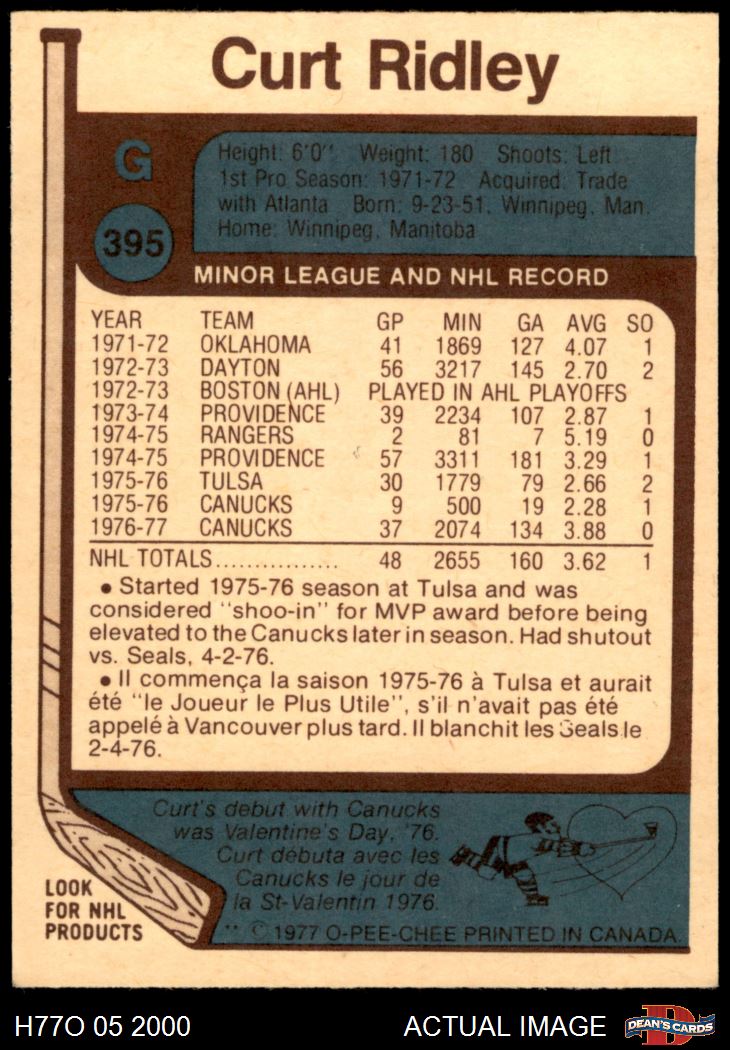 Curt Ridley
G
395
Height: 6'0" Weight: 180 Shoots: Left
1st Pro Season: 1971-72 Acquired: Trade
with Atlanta Born: 9-23-51, Winnipeg, Man.
Home: Winnipeg, Manitoba
MINOR LEAGUE AND NHL RECORD
YEAR TEAM GP MIN GA AVG SO
1971-72 OKLAHOMA 41 1869 127 4.07 1
1972-73 DAYTON 56 3217 145 2.70 2
1972-73 BOSTON (AHL) PLAYED IN AHL PLAYOFFS
1973-74 PROVIDENCE 39 2234 107 2.87 1
1974-75 RANGERS 2 81 7 5.19 0
1974-75 PROVIDENCE 57 3311 181 3.29 1
1975-76 TULSA 30 1779 79 2.66 2
1975-76 CANUCKS 9 500 19 2.28 1
1976-77 CANUCKS 37 2074 134 3.88 0
NHL TOTALS................ 48 2655 160 3.62 1
• Started 1975-76 season at Tulsa and was
considered "shoo-in" for MVP award before being
elevated to the Canucks later in season. Had shutout
vs. Seals, 4-2-76.
• Il commença la saison 1975-76 à Tulsa et aurait
été "le Joueur le Plus Utile", s'il n'avait pas été
appelé à Vancouver plus tard. Il blanchit les Seals le
2-4-76.
Curt's debut with Canucks
was Valentine's Day, '76.
Curt débuta avec les
Canucks le jour de
la St-Valentin 1976.
LOOK
FOR NHL
PRODUCTS
** © 1977 O-PEE-CHEE PRINTED IN CANADA
H77O 05 2000 ACTUAL IMAGE
D
DEAN'S CARDS